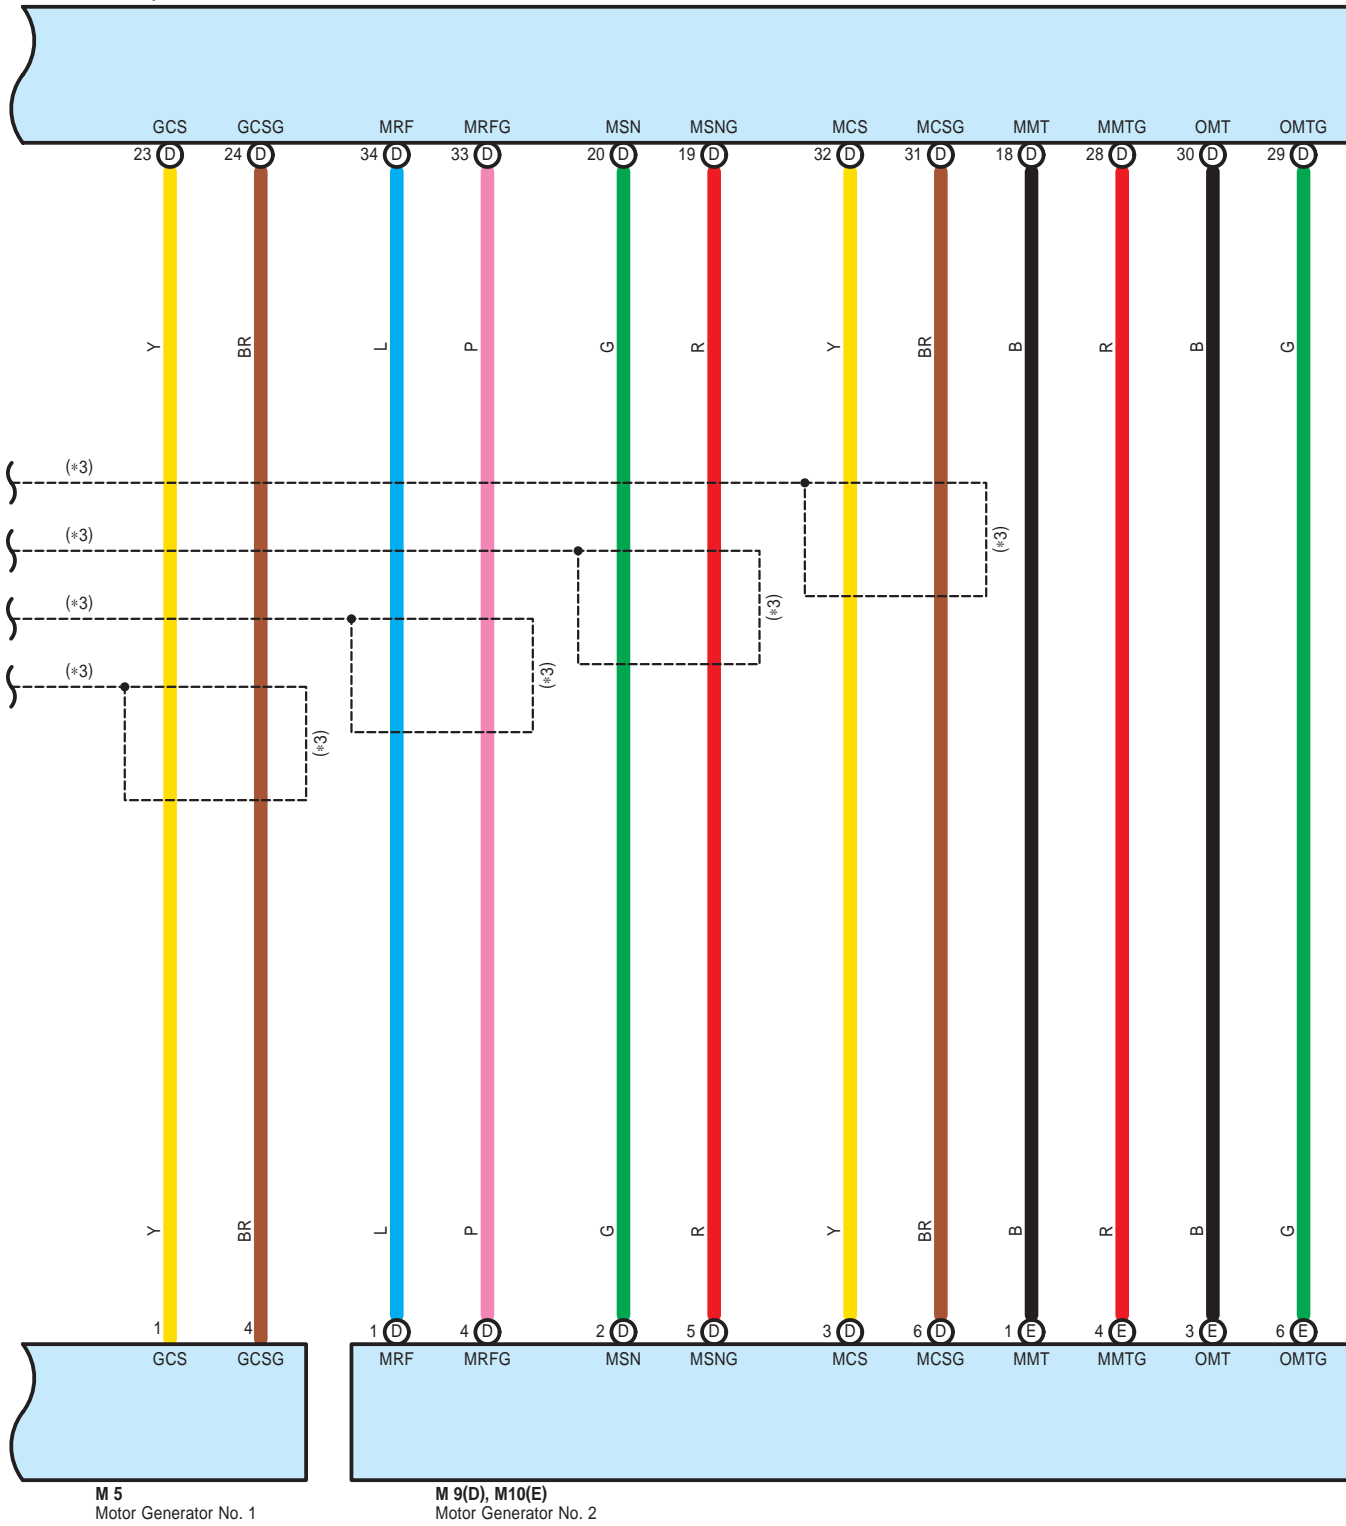 GCS GCSG MRF MRFG MSN MSNG MCS MCSG MMT MMTG OMT OMTG
23 D 24 D 34 D 33 D 20 D 19 D 32 D 31 D 18 D 28 D 30 D 29 D
Y BR L P G R Y BR B R B G
(*3)
(*3)
(*3)
(*3)
(*3)
(*3)
(*3)
(*3)
Y BR L P G R Y BR B R B G
1 4 1 D 4 D 2 D 5 D 3 D 6 D 1 E 4 E 3 E 6 E
GCS GCSG MRF MRFG MSN MSNG MCS MCSG MMT MMTG OMT OMTG
M 5 M 9(D), M10(E)
Motor Generator No. 1 Motor Generator No. 2